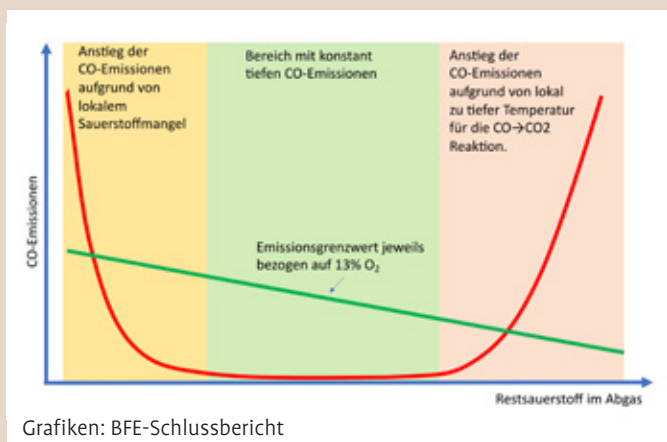 Anstieg der
CO-Emissionen
aufgrund von
lokalem
Sauerstoffmangel
Bereich mit konstant
tiefen CO-Emissionen
Anstieg der
CO-Emissionen
aufgrund von lokal
zu tiefer Temperatur
für die CO→CO2
Reaktion.
CO-Emissionen
Emissionsgrenzwert jeweils
bezogen auf 13% O₂
Restsauerstoff im Abgas
Grafiken: BFE-Schlussbericht